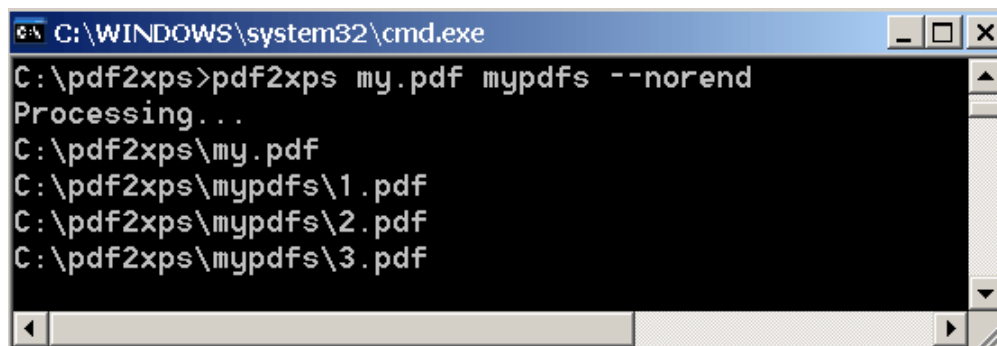 C:\WINDOWS\system32\cmd.exe
C:\pdf2xps>pdf2xps my.pdf mypdfs --norend
Processing...
C:\pdf2xps\my.pdf
C:\pdf2xps\mypdfs\1.pdf
C:\pdf2xps\mypdfs\2.pdf
C:\pdf2xps\mypdfs\3.pdf